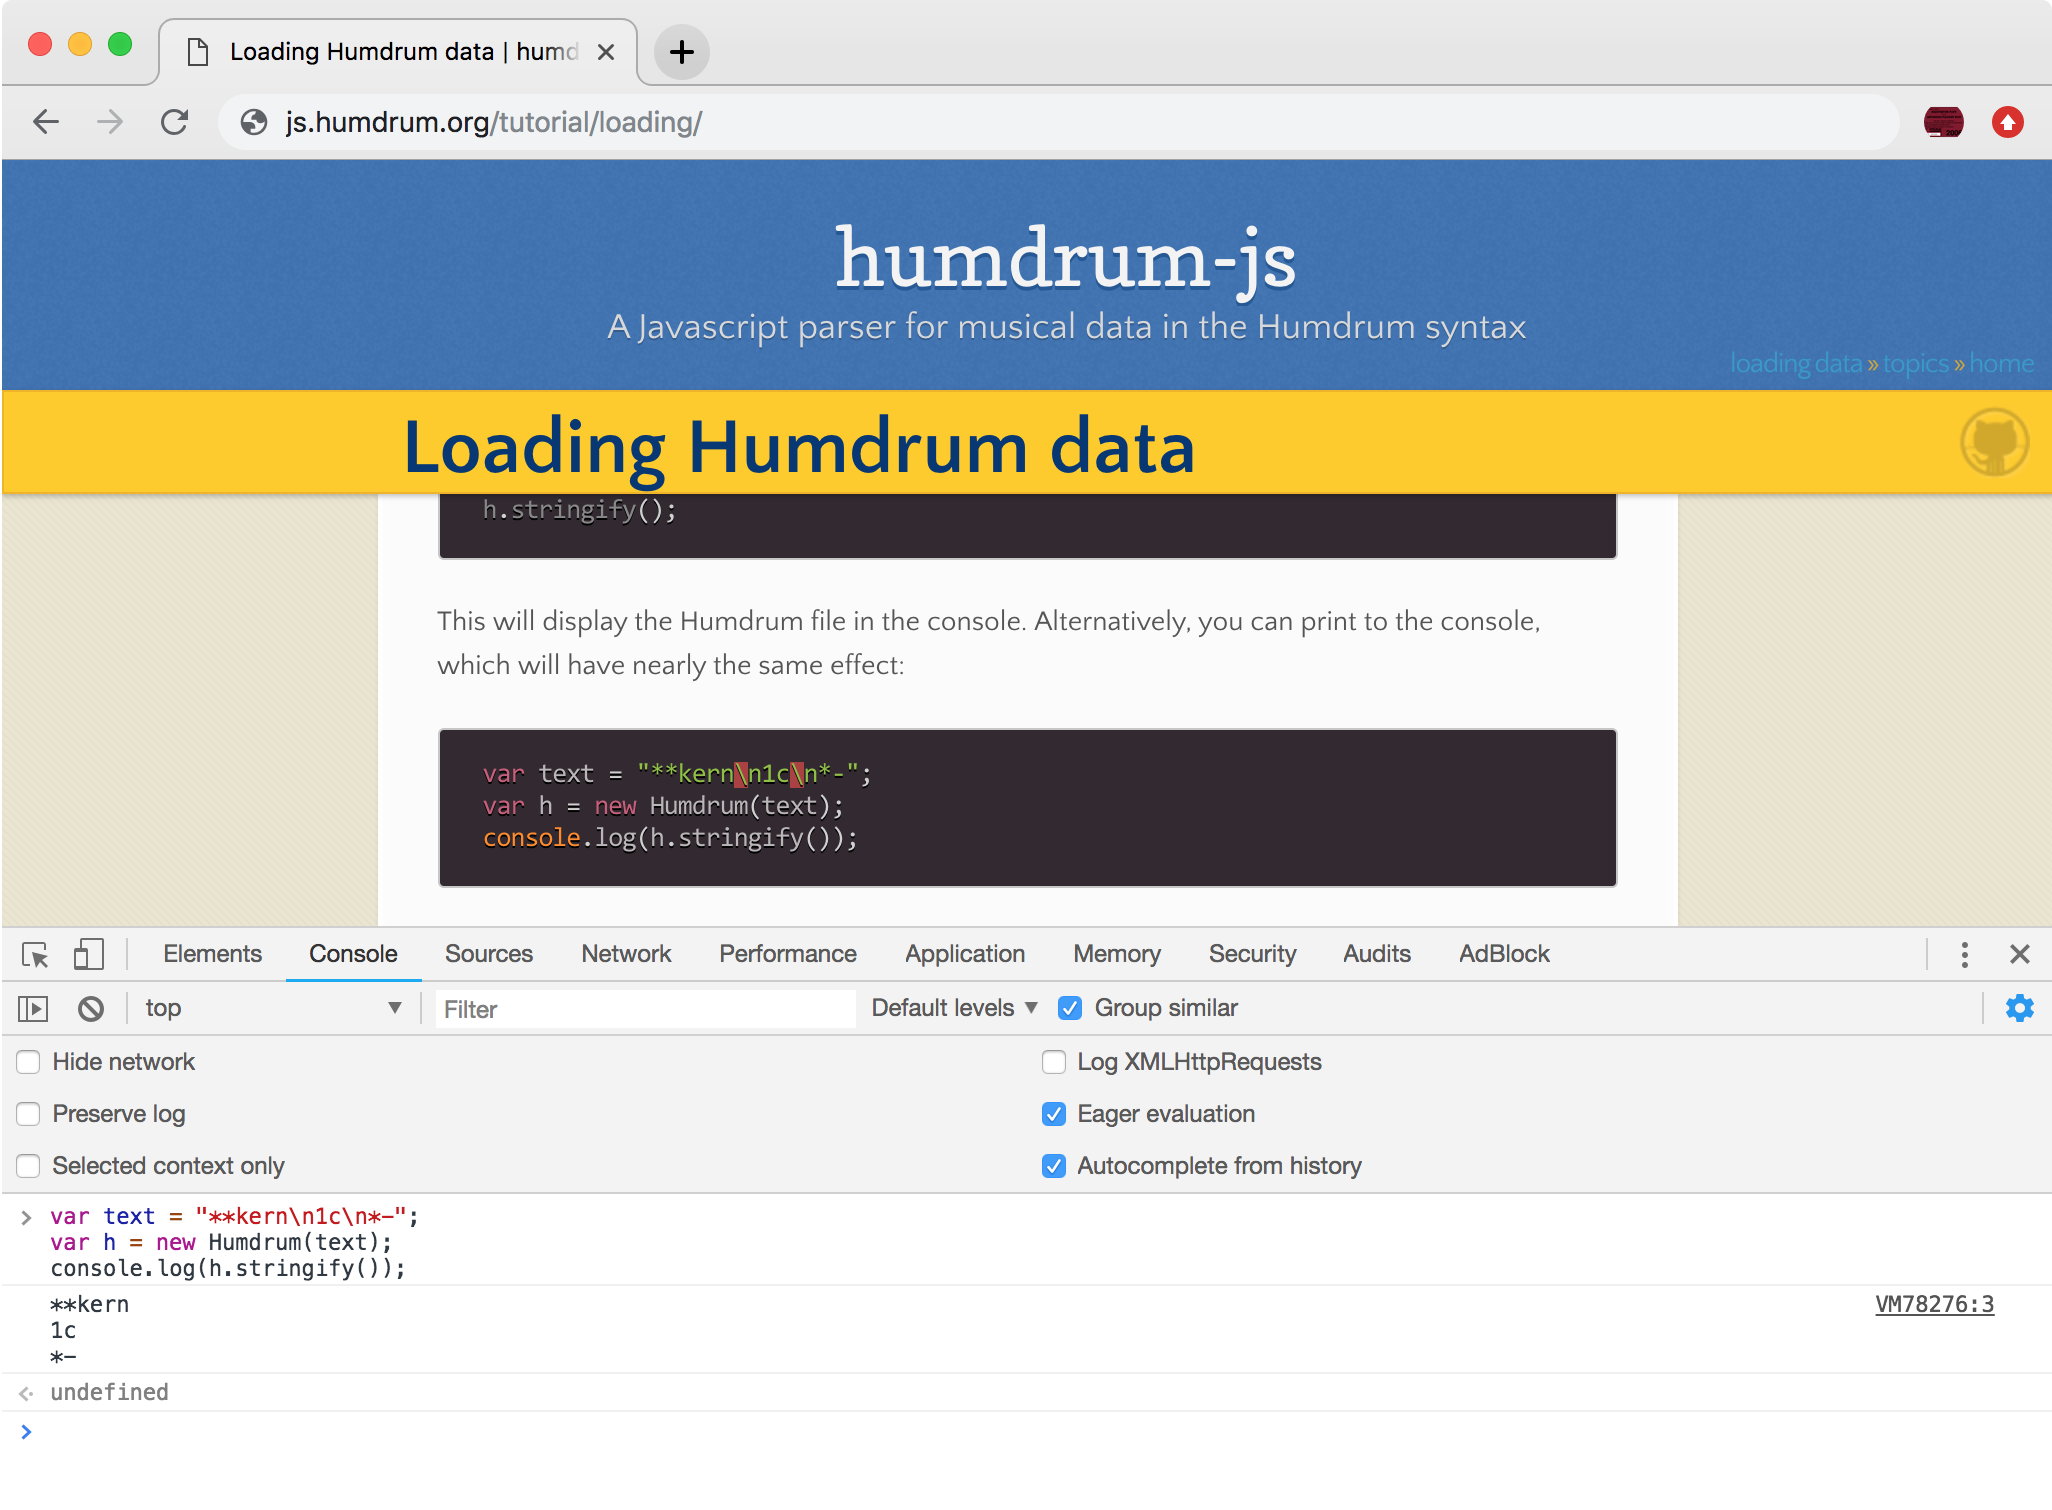 Loading Humdrum data | humd
js.humdrum.org/tutorial/loading/
humdrum-js
A Javascript parser for musical data in the Humdrum syntax
loading data » topics » home
Loading Humdrum data
h.stringify();
This will display the Humdrum file in the console. Alternatively, you can print to the console,
which will have nearly the same effect:
var text = "**kern\n1c\n*-";
var h = new Humdrum(text);
console.log(h.stringify());
Elements Console Sources Network Performance Application Memory Security Audits AdBlock
top Filter Default levels Group similar
Hide network Log XMLHttpRequests
Preserve log Eager evaluation
Selected context only Autocomplete from history
> var text = "**kern\n1c\n*-";
var h = new Humdrum(text);
console.log(h.stringify());
**kern VM78276:3
1c
*-
undefined
>